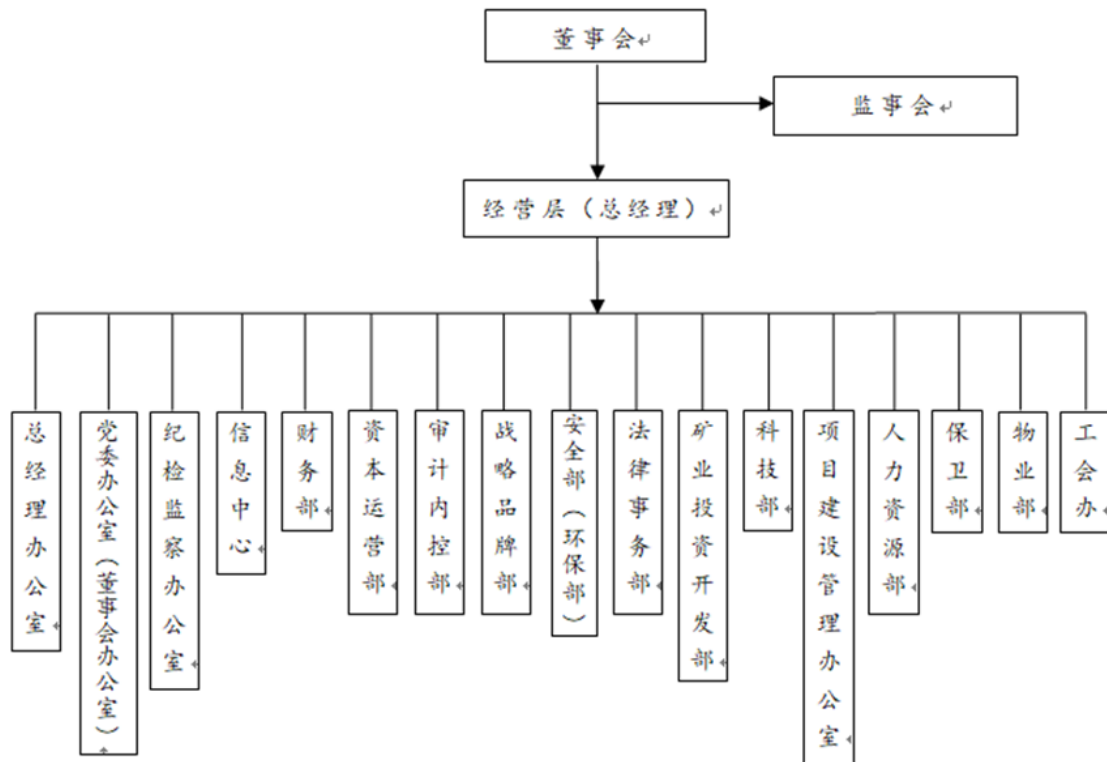 董事会
监事会
经营层（总经理）
总经理办公室
党委办公室（董事会办公室）
纪检监察办公室
信息中心
财务部
资本运营部
审计内控部
战略品牌部
安全部（环保部）
法律事务部
矿业投资开发部
科技部
项目建设管理办公室
人力资源部
保卫部
物业部
工会办